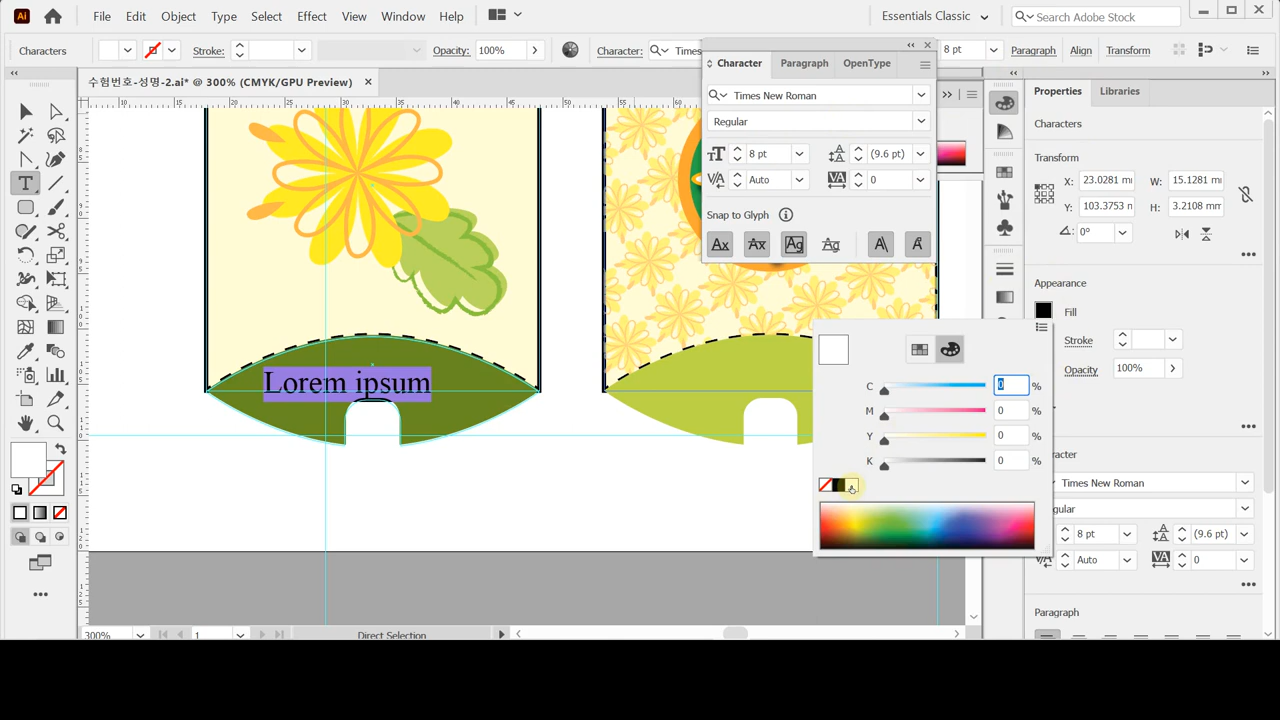 Ai File Edit Object Type Select Effect View Window Help Essentials Classic Search Adobe Stock
Characters Stroke: Opacity: 100% Character: Times 8 pt Paragraph Align Transform
수험번호-성명-2.ai* @ 300% (CMYK/GPU Preview)
Character Paragraph OpenType
Times New Roman
Regular
8 pt (9.6 pt)
Auto 0
Snap to Glyph
Properties Libraries
Characters
Transform
X: 23.0281 m W: 15.1281 m
Y: 103.3753 n H: 3.2108 m
0°
Appearance
Fill
Stroke
Opacity 100%
C 0 %
M 0 %
Y 0 %
K 0 %
Lorem ipsum
Times New Roman
8 pt (9.6 pt)
Auto 0
Paragraph
300% 1 Direct Selection